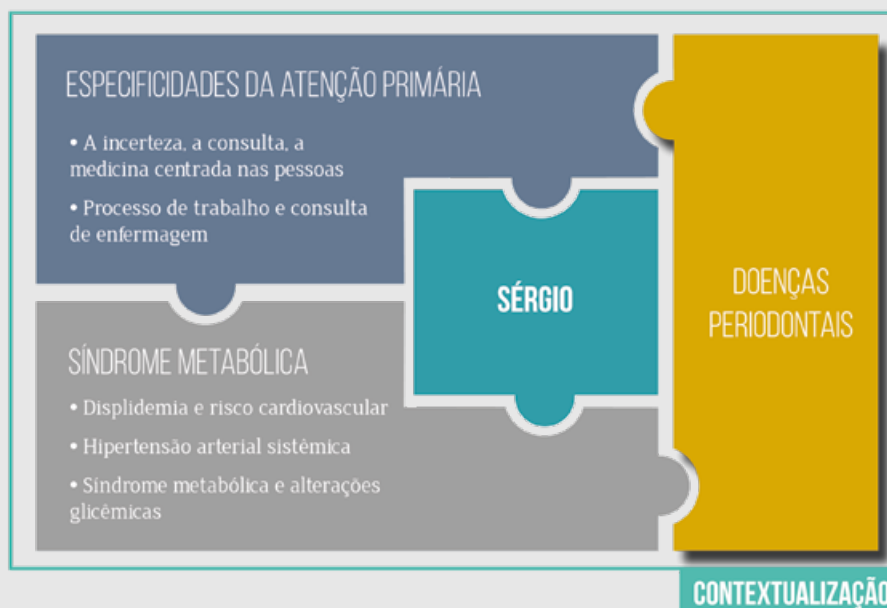 ESPECIFICIDADES DA ATENÇÃO PRIMÁRIA
• A incerteza, a consulta, a
medicina centrada nas pessoas
• Processo de trabalho e consulta
de enfermagem
SÉRGIO
SÍNDROME METABÓLICA
• Displidemia e risco cardiovascular
• Hipertensão arterial sistêmica
• Síndrome metabólica e alterações
glicêmicas
DOENÇAS
PERIODONTAIS
CONTEXTUALIZAÇÃO